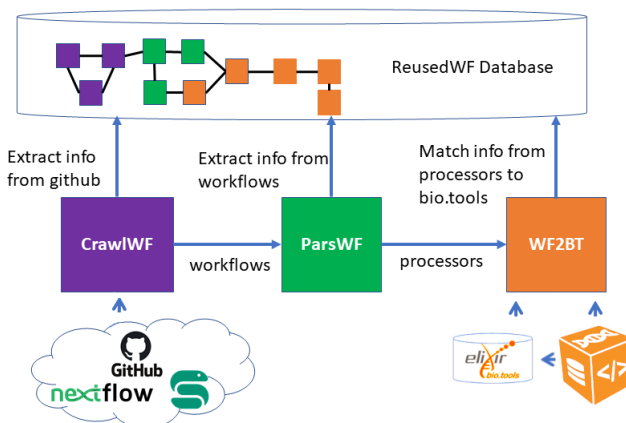 ReusedWF Database
Extract info
from github
Extract info from
workflows
Match info from
processors to
bio.tools
CrawlWF
workflows
ParsWF
processors
WF2BT
GitHub
nextflow
elixir
bio.tools
</>